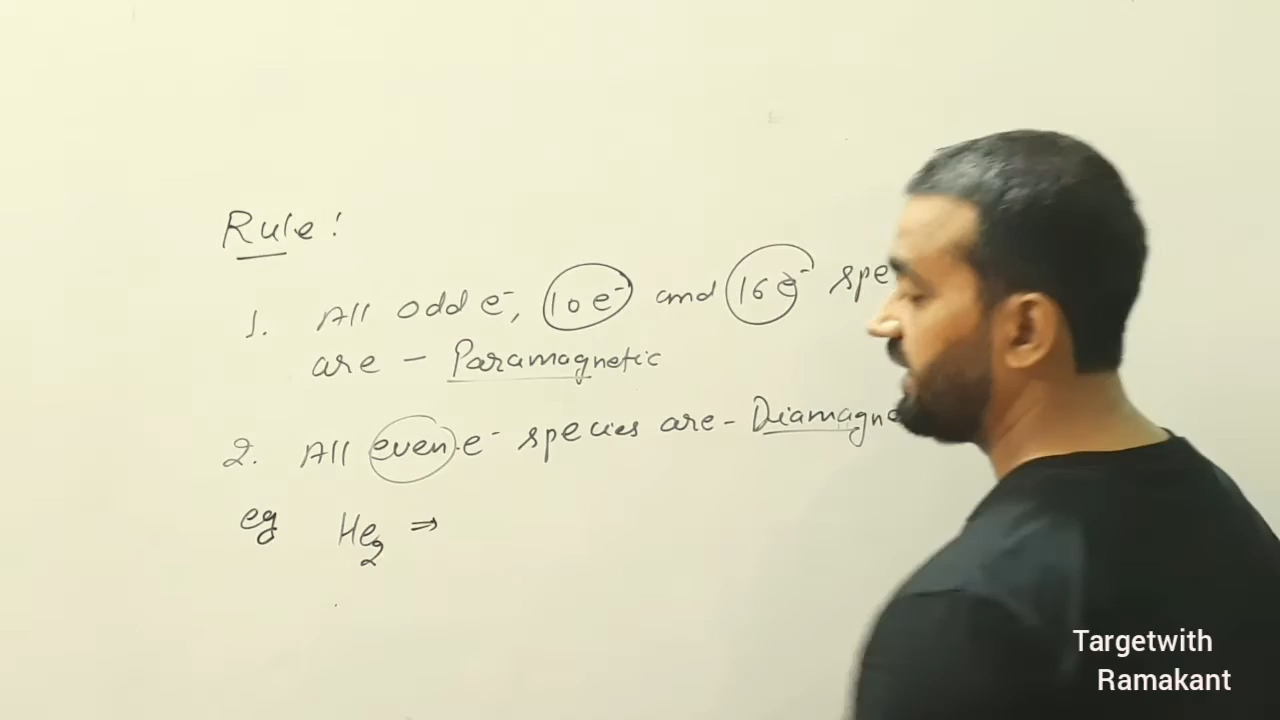 Rule!
1. All odd e⁻, 10 e⁻ and 16 e⁻ spe
are - Paramagnetic
2. All even e⁻ species are - Diamagne
eg He₂ ⇒
Targetwith
Ramakant